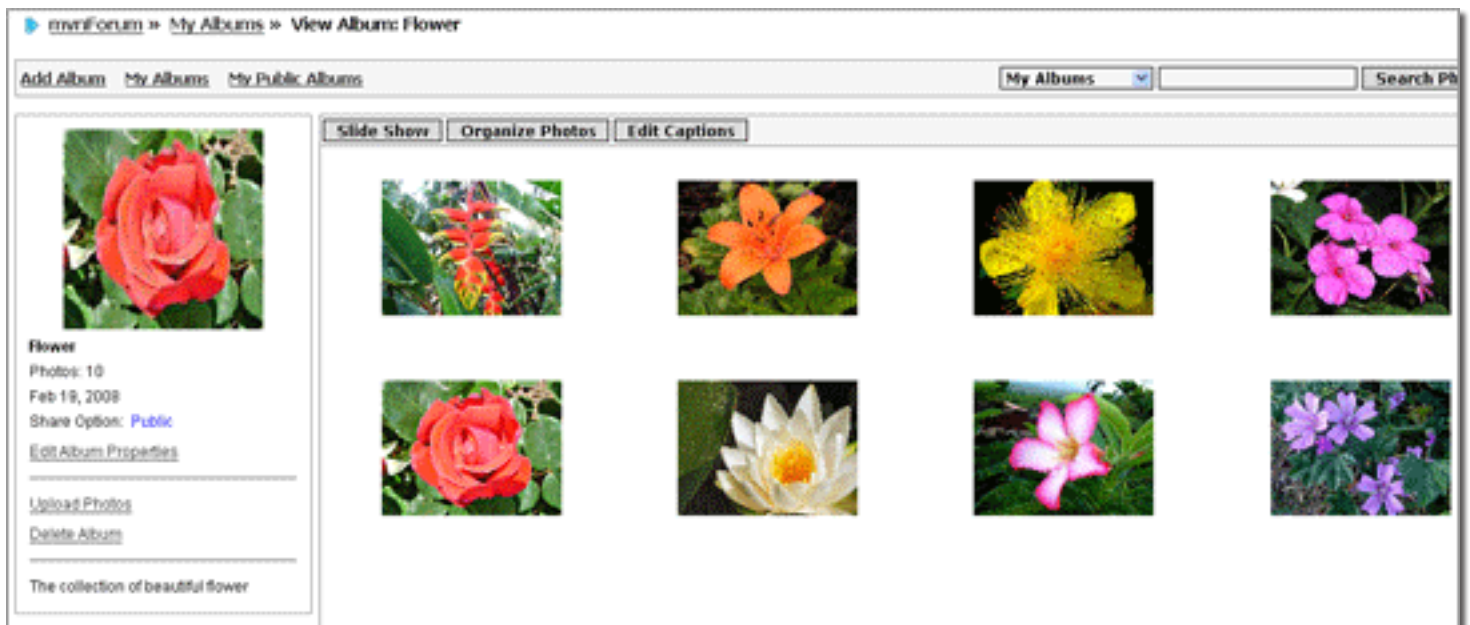 mvnForum » My Albums » View Album: Flower
Add Album My Albums My Public Albums My Albums Search Ph
Slide Show Organize Photos Edit Captions
Flower
Photos: 10
Feb 19, 2008
Share Option: Public
Edit Album Properties
Upload Photos
Delete Album
The collection of beautiful flower